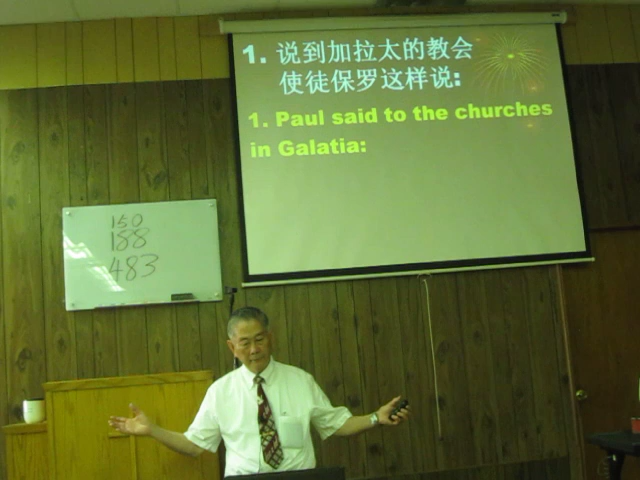 1. 说到加拉太的教会
使徒保罗这样说:
1. Paul said to the churches
in Galatia:
150
188
483